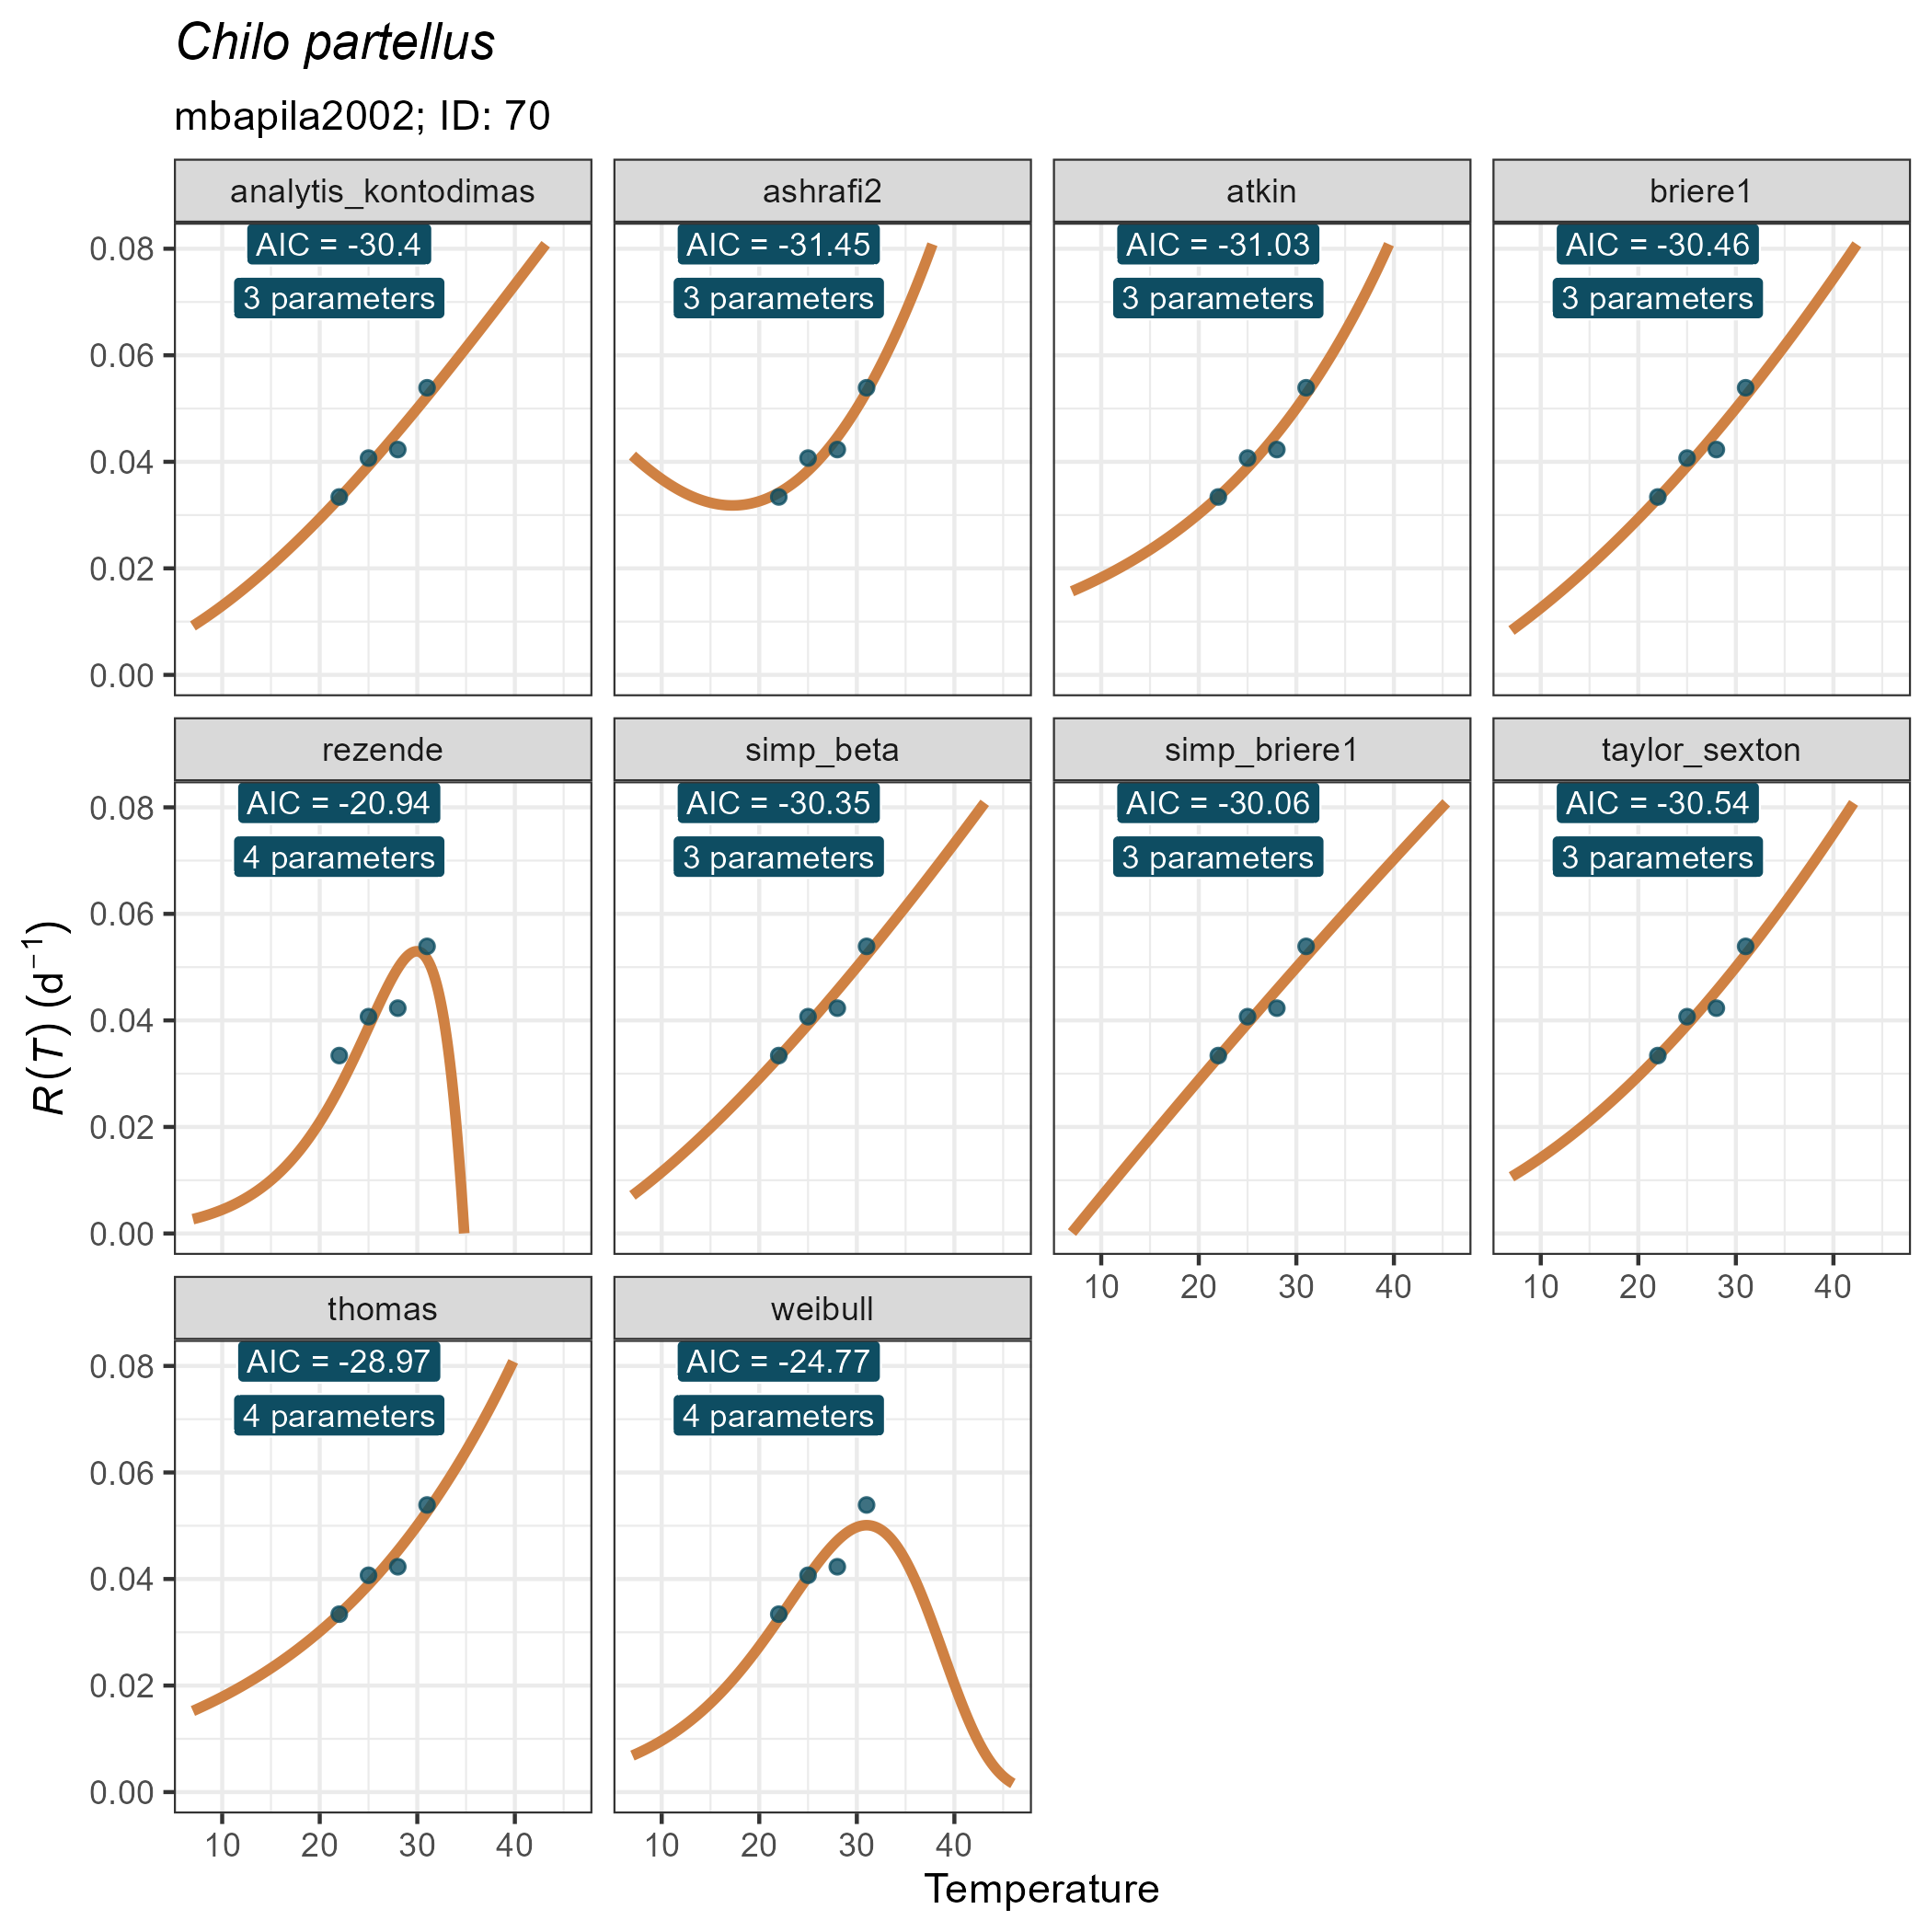 Chilo partellus
mbapila2002; ID: 70
analytis_kontodimas
ashrafi2
atkin
briere1
AIC = -30.4
3 parameters
AIC = -31.45
3 parameters
AIC = -31.03
3 parameters
AIC = -30.46
3 parameters
0.08
0.06
0.04
0.02
0.00
rezende
simp_beta
simp_briere1
taylor_sexton
AIC = -20.94
4 parameters
AIC = -30.35
3 parameters
AIC = -30.06
3 parameters
AIC = -30.54
3 parameters
0.08
0.06
0.04
0.02
0.00
10 20 30 40
10 20 30 40
thomas
weibull
AIC = -28.97
4 parameters
AIC = -24.77
4 parameters
0.08
0.06
0.04
0.02
0.00
10 20 30 40
10 20 30 40
Temperature
R(T) (d⁻¹)